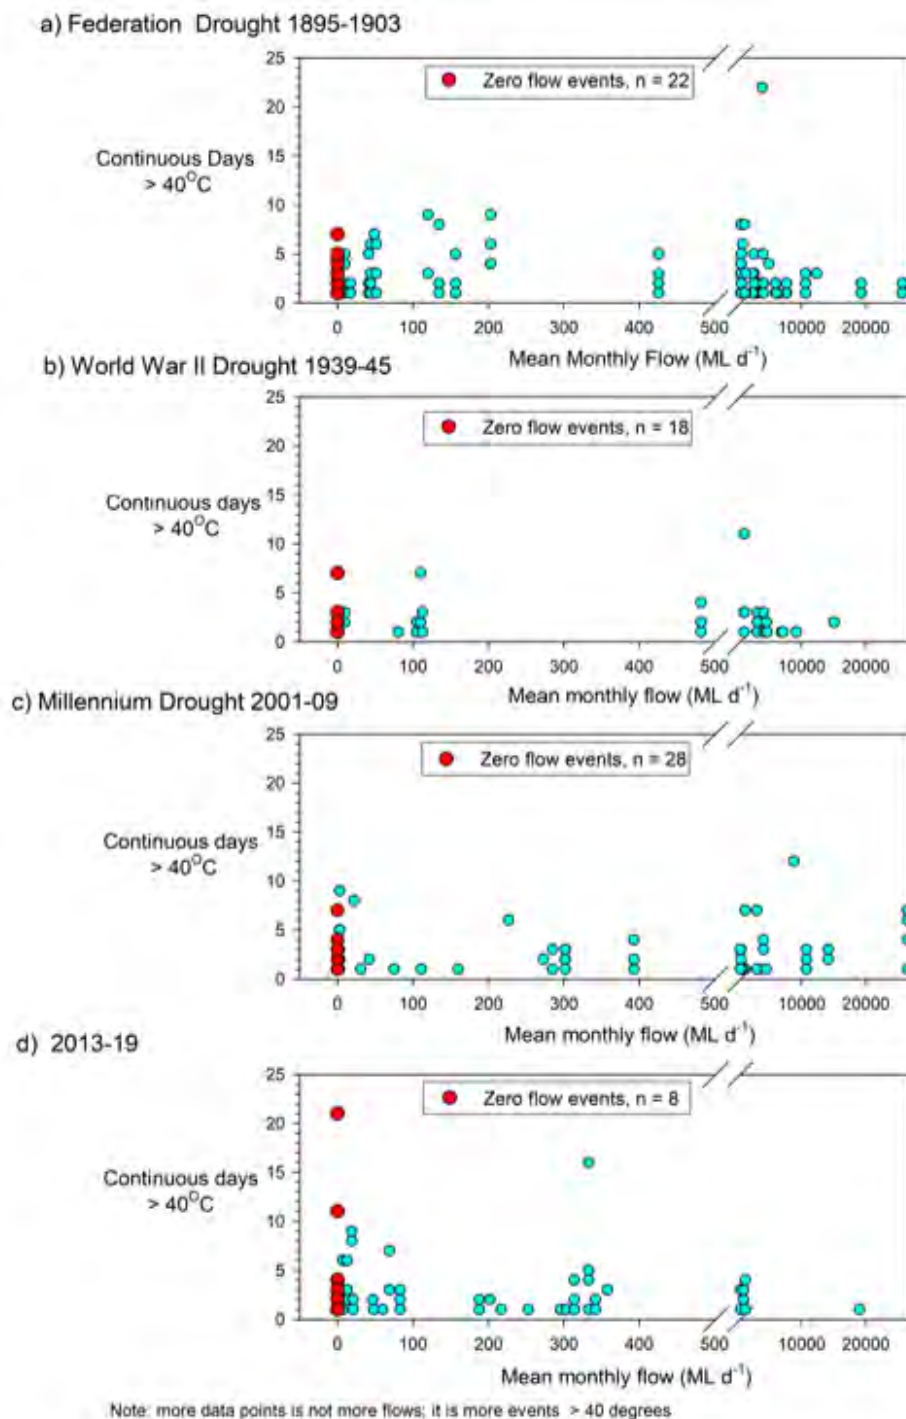 a) Federation Drought 1895-1903
25
Zero flow events, n = 22
20
Continuous Days
> 40°C
15
10
5
0
0 100 200 300 400 500 10000 20000
Mean Monthly Flow (ML d⁻¹)
b) World War II Drought 1939-45
25
Zero flow events, n = 18
20
Continuous days
> 40°C
15
10
5
0
0 100 200 300 400 500 10000 20000
Mean monthly flow (ML d⁻¹)
c) Millennium Drought 2001-09
25
Zero flow events, n = 28
20
Continuous days
> 40°C
15
10
5
0
0 100 200 300 400 500 10000 20000
Mean monthly flow (ML d⁻¹)
d) 2013-19
25
Zero flow events, n = 8
20
Continuous days
> 40°C
15
10
5
0
0 100 200 300 400 500 10000 20000
Mean monthly flow (ML d⁻¹)
Note: more data points is not more flows; it is more events > 40 degrees